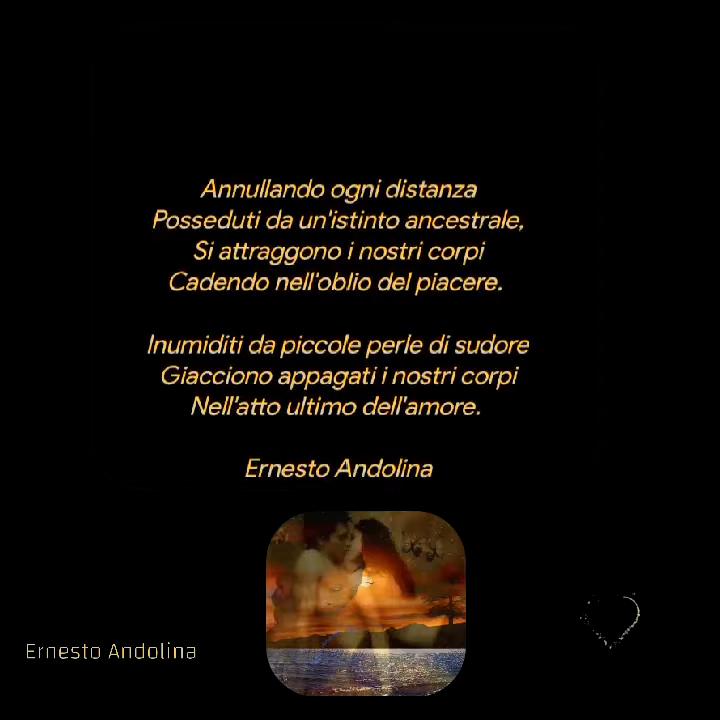 Annullando ogni distanza
Posseduti da un'istinto ancestrale,
Si attraggono i nostri corpi
Cadendo nell'oblio del piacere.
Inumiditi da piccole perle di sudore
Giacciono appagati i nostri corpi
Nell'atto ultimo dell'amore.
Ernesto Andolina
Ernesto Andolina